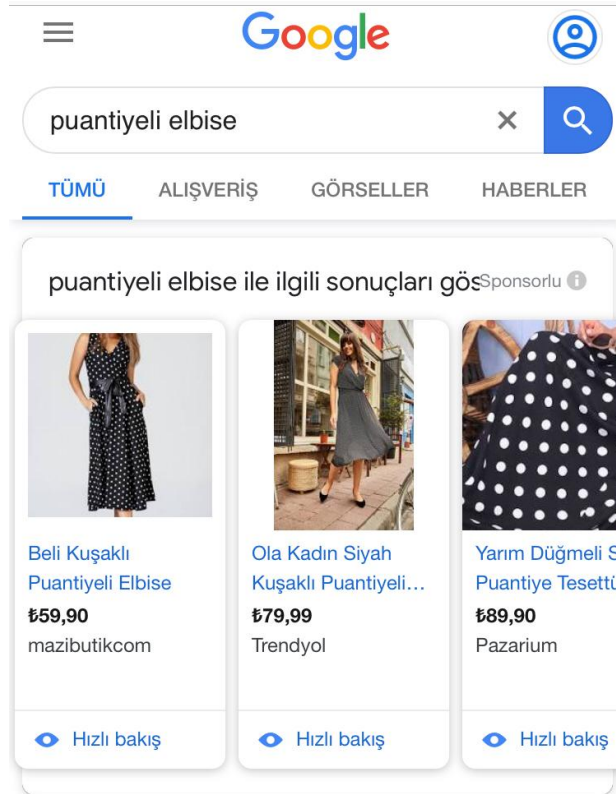 Google
puantiyeli elbise
TÜMÜ ALIŞVERİŞ GÖRSELLER HABERLER
puantiyeli elbise ile ilgili sonuçları gös Sponsorlu
Beli Kuşaklı
Puantiyeli Elbise
₺59,90
mazibutikcom
Hızlı bakış
Ola Kadın Siyah
Kuşaklı Puantiyeli...
₺79,99
Trendyol
Hızlı bakış
Yarım Düğmeli S
Puantiye Tesettü
₺89,90
Pazarium
Hızlı bakış